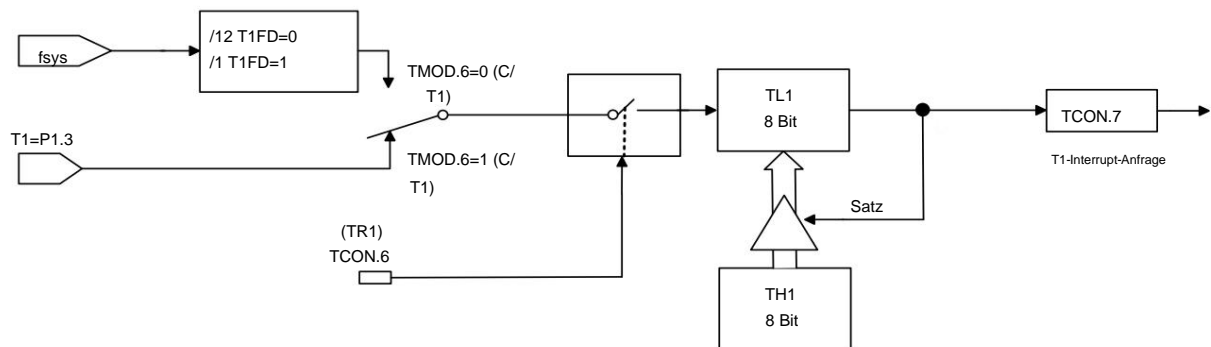 fsys
/12 T1FD=0
/1 T1FD=1
TMOD.6=0 (C/
T1)
T1=P1.3
TMOD.6=1 (C/
T1)
(TR1)
TCON.6
TL1
8 Bit
TCON.7
T1-Interrupt-Anfrage
Satz
TH1
8 Bit